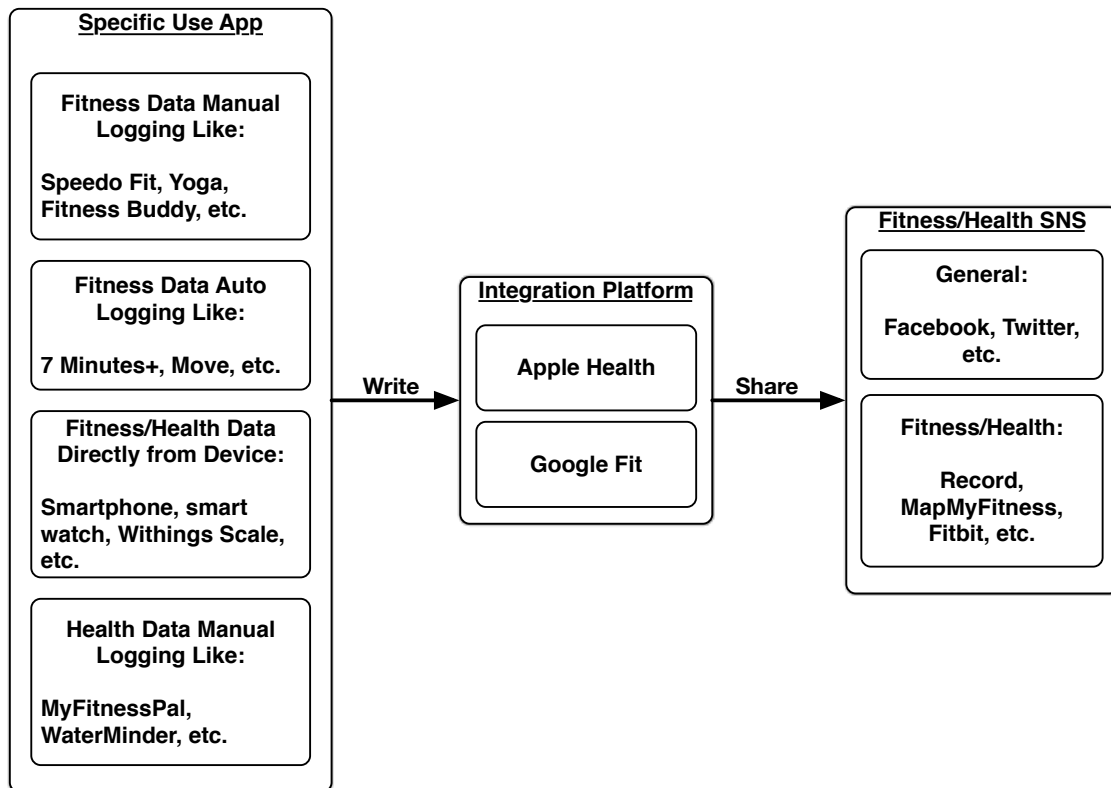 Specific Use App
Fitness Data Manual
Logging Like:
Speedo Fit, Yoga,
Fitness Buddy, etc.
Fitness Data Auto
Logging Like:
7 Minutes+, Move, etc.
Fitness/Health Data
Directly from Device:
Smartphone, smart
watch, Withings Scale,
etc.
Health Data Manual
Logging Like:
MyFitnessPal,
WaterMinder, etc.
Write
Integration Platform
Apple Health
Google Fit
Share
Fitness/Health SNS
General:
Facebook, Twitter,
etc.
Fitness/Health:
Record,
MapMyFitness,
Fitbit, etc.